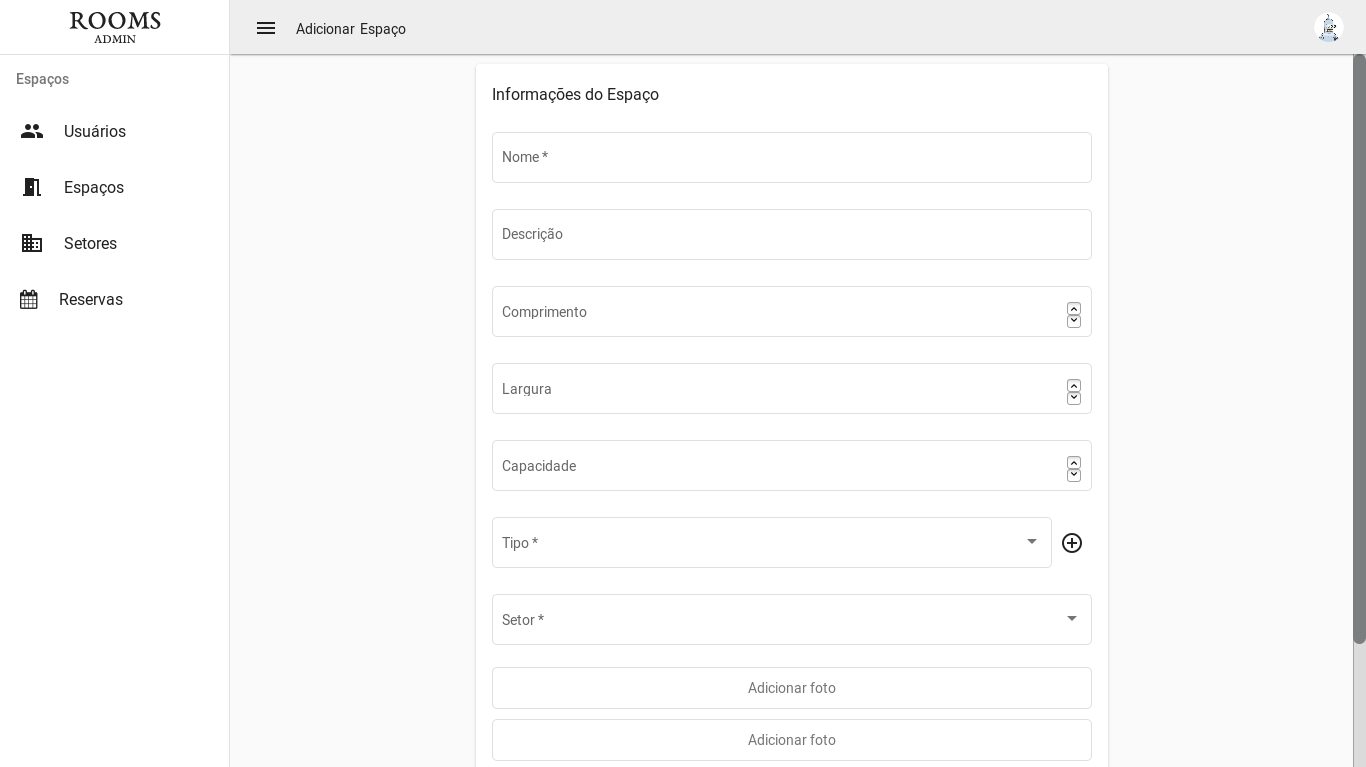 ROOMS
ADMIN
Adicionar Espaço
Espaços
Usuários
Espaços
Setores
Reservas
Informações do Espaço
Nome *
Descrição
Comprimento
Largura
Capacidade
Tipo *
Setor *
Adicionar foto
Adicionar foto